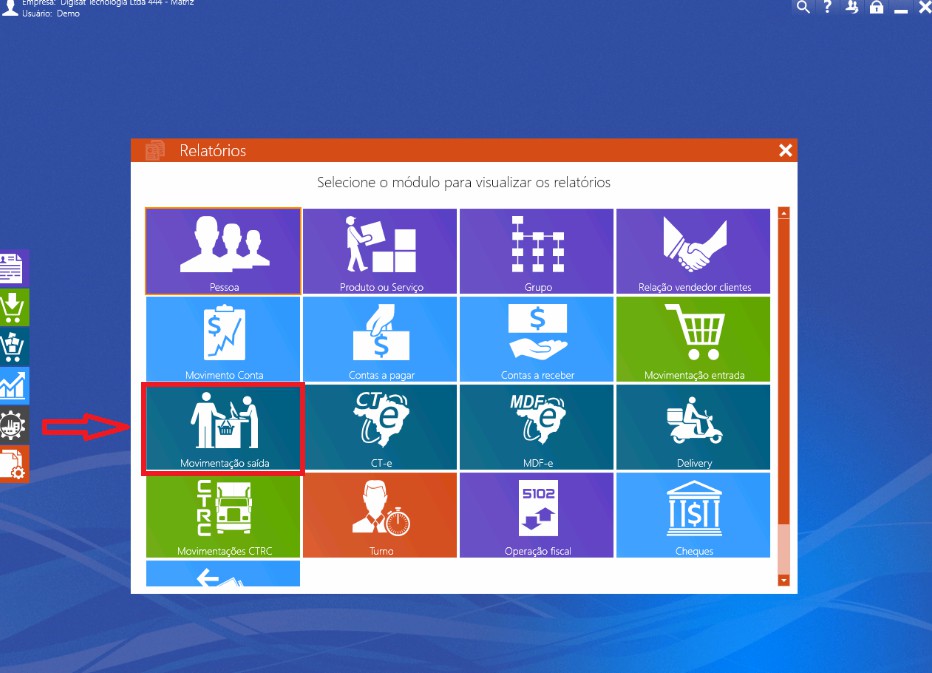 Empresa: Digisat Tecnologia Ltda 444 - Matriz
Usuário: Demo
?
Relatórios
Selecione o módulo para visualizar os relatórios
Pessoa
Produto ou Serviço
Grupo
Relação vendedor clientes
$
$
$
Movimento Conta
Contas a pagar
Contas a receber
Movimentação entrada
CT
e
MDF-
e
Movimentação saída
CT-e
MDF-e
Delivery
CTRC
5102
$
Movimentações CTRC
Turno
Operação fiscal
Cheques